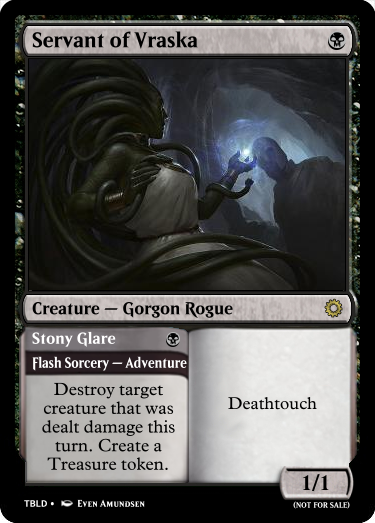 Servant of Vraska
Creature — Gorgon Rogue
Stony Glare
Flash Sorcery — Adventure
Destroy target
creature that was
dealt damage this
turn. Create a
Treasure token.
Deathtouch
1/1
TBLD • Even Amundsen
(NOT FOR SALE)